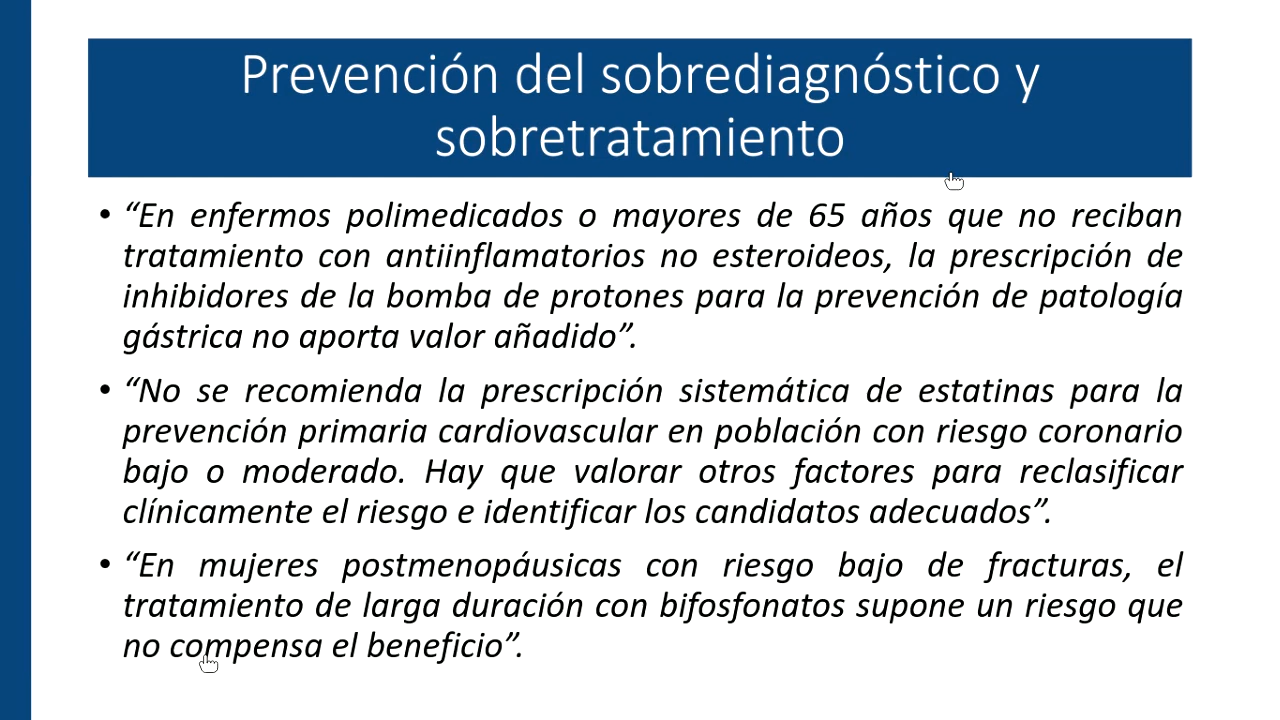 Prevención del sobrediagnóstico y
sobretratamiento
• “En enfermos polimedicados o mayores de 65 años que no reciban
tratamiento con antiinflamatorios no esteroideos, la prescripción de
inhibidores de la bomba de protones para la prevención de patología
gástrica no aporta valor añadido”.
• “No se recomienda la prescripción sistemática de estatinas para la
prevención primaria cardiovascular en población con riesgo coronario
bajo o moderado. Hay que valorar otros factores para reclasificar
clínicamente el riesgo e identificar los candidatos adecuados”.
• “En mujeres postmenopáusicas con riesgo bajo de fracturas, el
tratamiento de larga duración con bifosfonatos supone un riesgo que
no compensa el beneficio”.